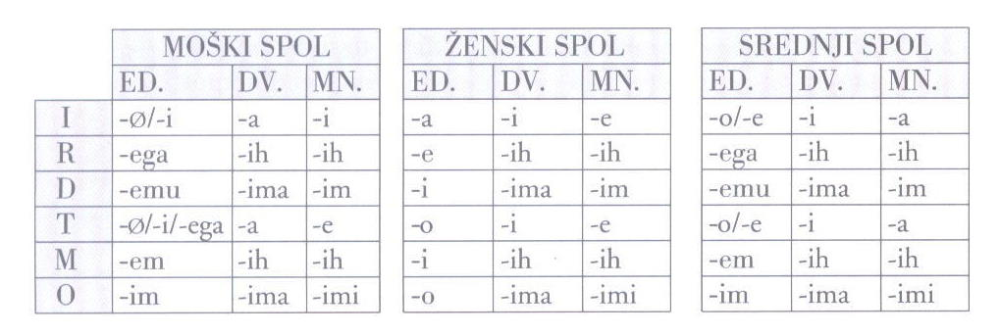 MOŠKI SPOL ŽENSKI SPOL SREDNJI SPOL
ED. DV. MN. ED. DV. MN. ED. DV. MN.
I -ø/-i -a -i -a -i -e -o/-e -i -a
R -ega -ih -ih -e -ih -ih -ega -ih -ih
D -emu -ima -im -i -ima -im -emu -ima -im
T -ø/-i/-ega -a -e -o -i -e -o/-e -i -a
M -em -ih -ih -i -ih -ih -em -ih -ih
O -im -ima -imi -o -ima -imi -im -ima -imi